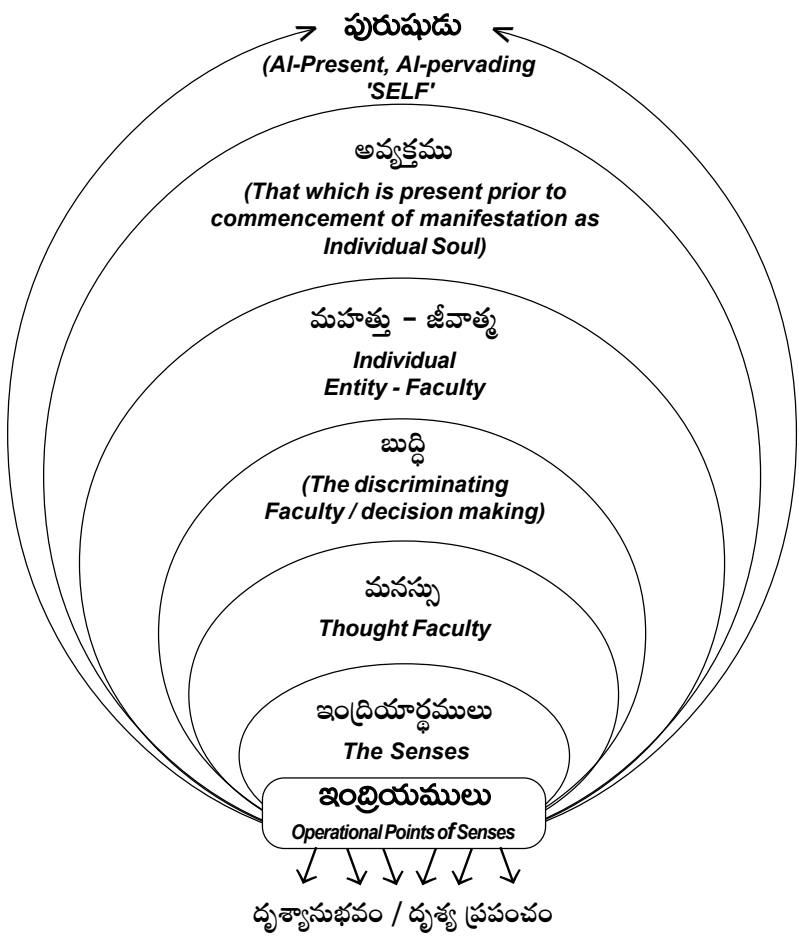 పురుషుడు
(Al-Present, Al-pervading
'SELF'
అవ్యక్తము
(That which is present prior to
commencement of manifestation as
Individual Soul)
మహత్తు - జీవాత్మ
Individual
Entity - Faculty
బుద్ధి
(The discriminating
Faculty / decision making)
మనస్సు
Thought Faculty
ఇంద్రియార్థములు
The Senses
ఇంద్రియములు
Operational Points of Senses
దృశ్యానుభవం / దృశ్య ప్రపంచం